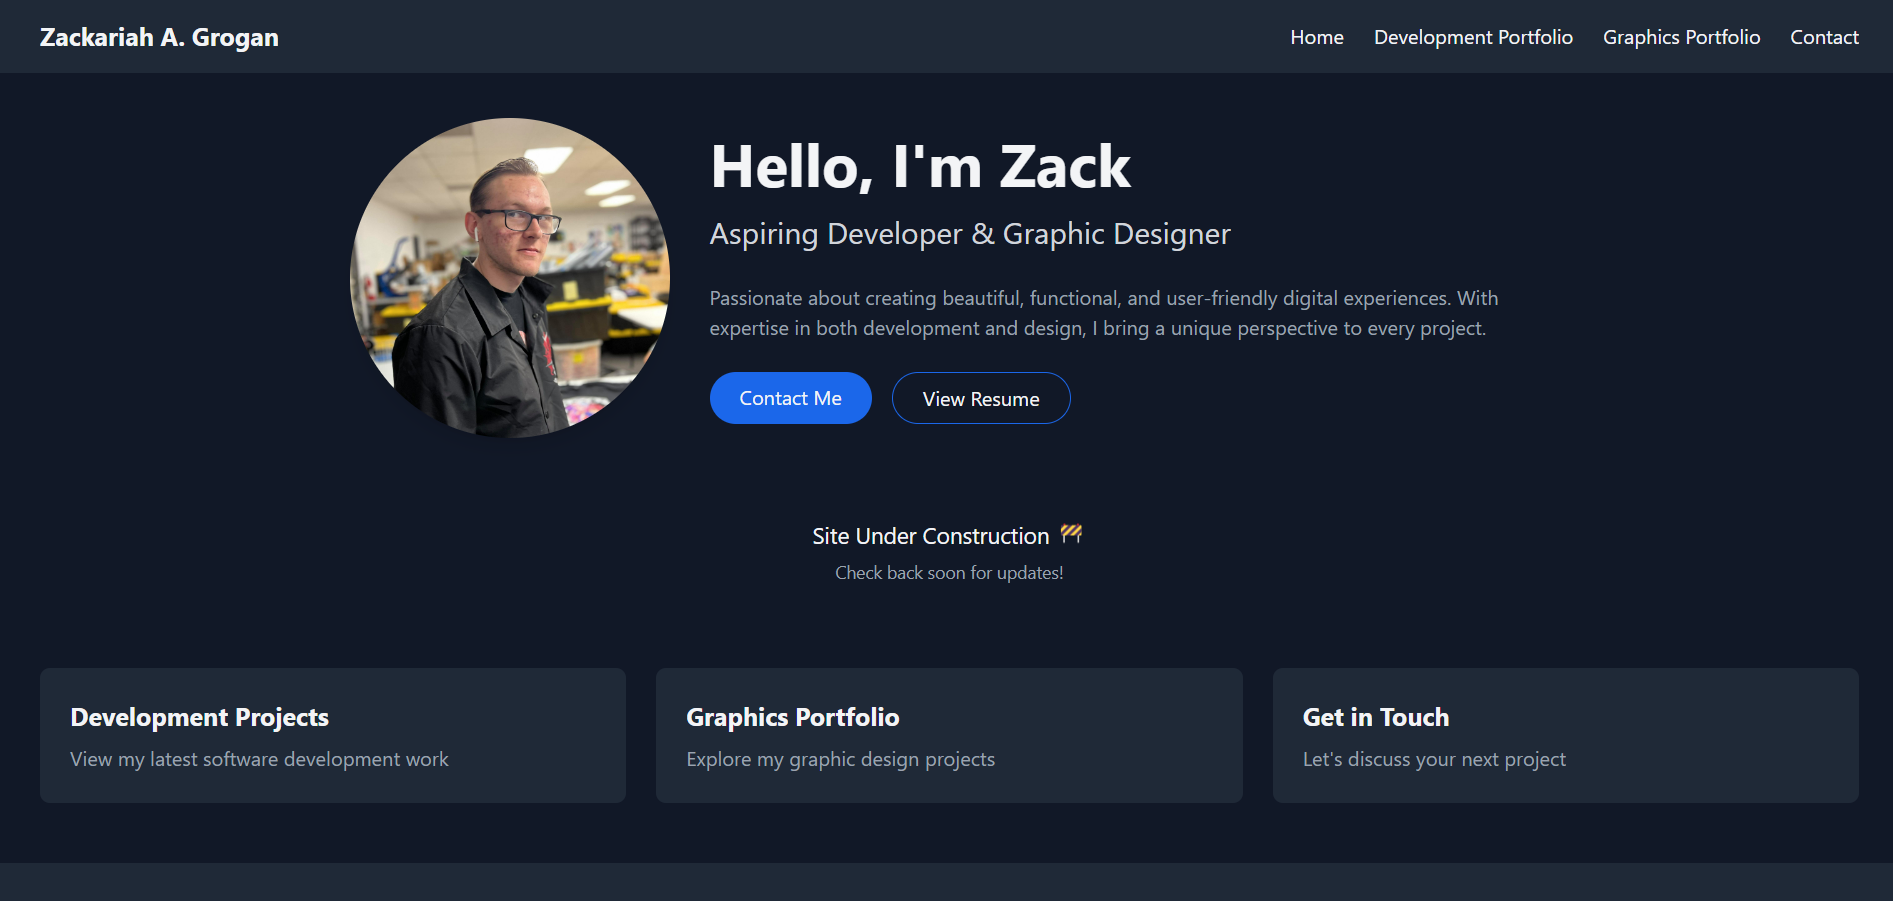 Zackariah A. Grogan
Home Development Portfolio Graphics Portfolio Contact
Hello, I'm Zack
Aspiring Developer & Graphic Designer
Passionate about creating beautiful, functional, and user-friendly digital experiences. With
expertise in both development and design, I bring a unique perspective to every project.
Contact Me
View Resume
Site Under Construction 🚧
Check back soon for updates!
Development Projects
View my latest software development work
Graphics Portfolio
Explore my graphic design projects
Get in Touch
Let's discuss your next project